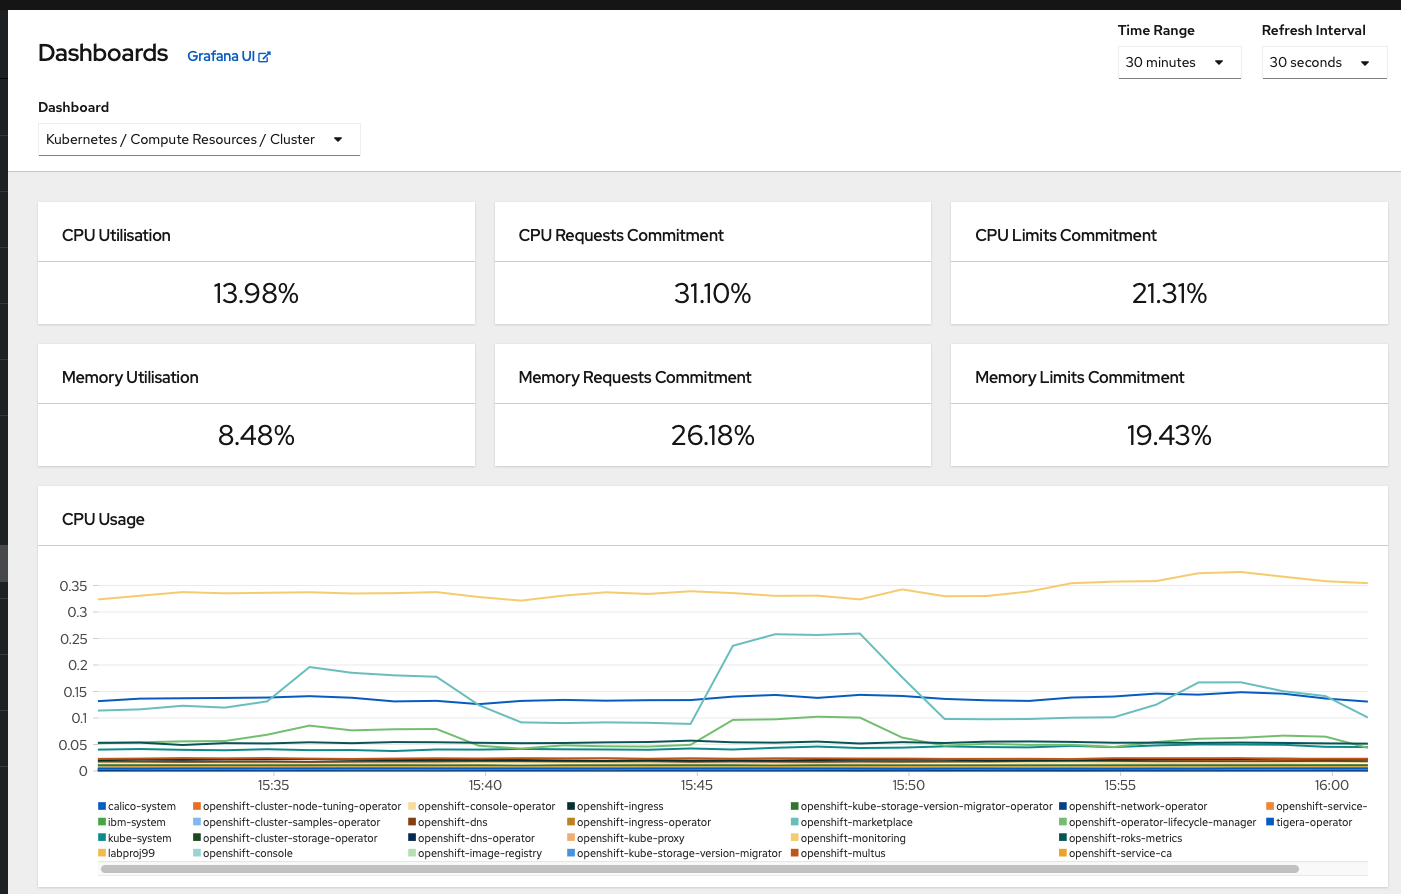 Dashboards
Grafana UI
Time Range
Refresh Interval
30 minutes
30 seconds
Dashboard
Kubernetes / Compute Resources / Cluster
CPU Utilisation
CPU Requests Commitment
CPU Limits Commitment
13.98%
31.10%
21.31%
Memory Utilisation
Memory Requests Commitment
Memory Limits Commitment
8.48%
26.18%
19.43%
CPU Usage
0.35
0.3
0.25
0.2
0.15
0.1
0.05
0
15:35 15:40 15:45 15:50 15:55 16:00
calico-system openshift-cluster-node-tuning-operator openshift-console-operator openshift-ingress openshift-kube-storage-version-migrator-operator openshift-network-operator openshift-service-
ibm-system openshift-cluster-samples-operator openshift-dns openshift-ingress-operator openshift-marketplace openshift-operator-lifecycle-manager tigera-operator
kube-system openshift-cluster-storage-operator openshift-dns-operator openshift-kube-proxy openshift-monitoring openshift-roks-metrics
labproj99 openshift-console openshift-image-registry openshift-kube-storage-version-migrator openshift-multus openshift-service-ca